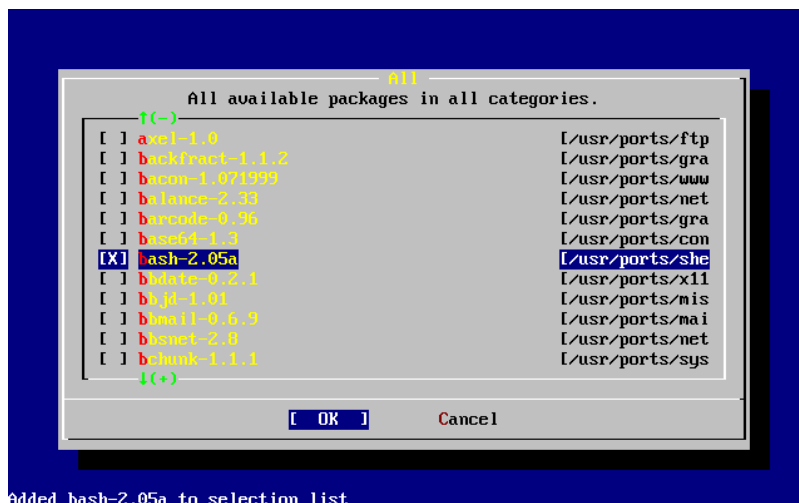 All
All available packages in all categories.
↑(-)
[ ] axel-1.0 [/usr/ports/ftp
[ ] backfract-1.1.2 [/usr/ports/gra
[ ] bacon-1.071999 [/usr/ports/www
[ ] balance-2.33 [/usr/ports/net
[ ] barcode-0.96 [/usr/ports/gra
[ ] base64-1.3 [/usr/ports/con
[X] bash-2.05a [/usr/ports/she
[ ] bbdate-0.2.1 [/usr/ports/x11
[ ] bbjd-1.01 [/usr/ports/mis
[ ] bbmail-0.6.9 [/usr/ports/mai
[ ] bbsnet-2.8 [/usr/ports/net
[ ] bchunk-1.1.1 [/usr/ports/sys
↓(+)
[ OK ] Cancel
Added bash-2.05a to selection list